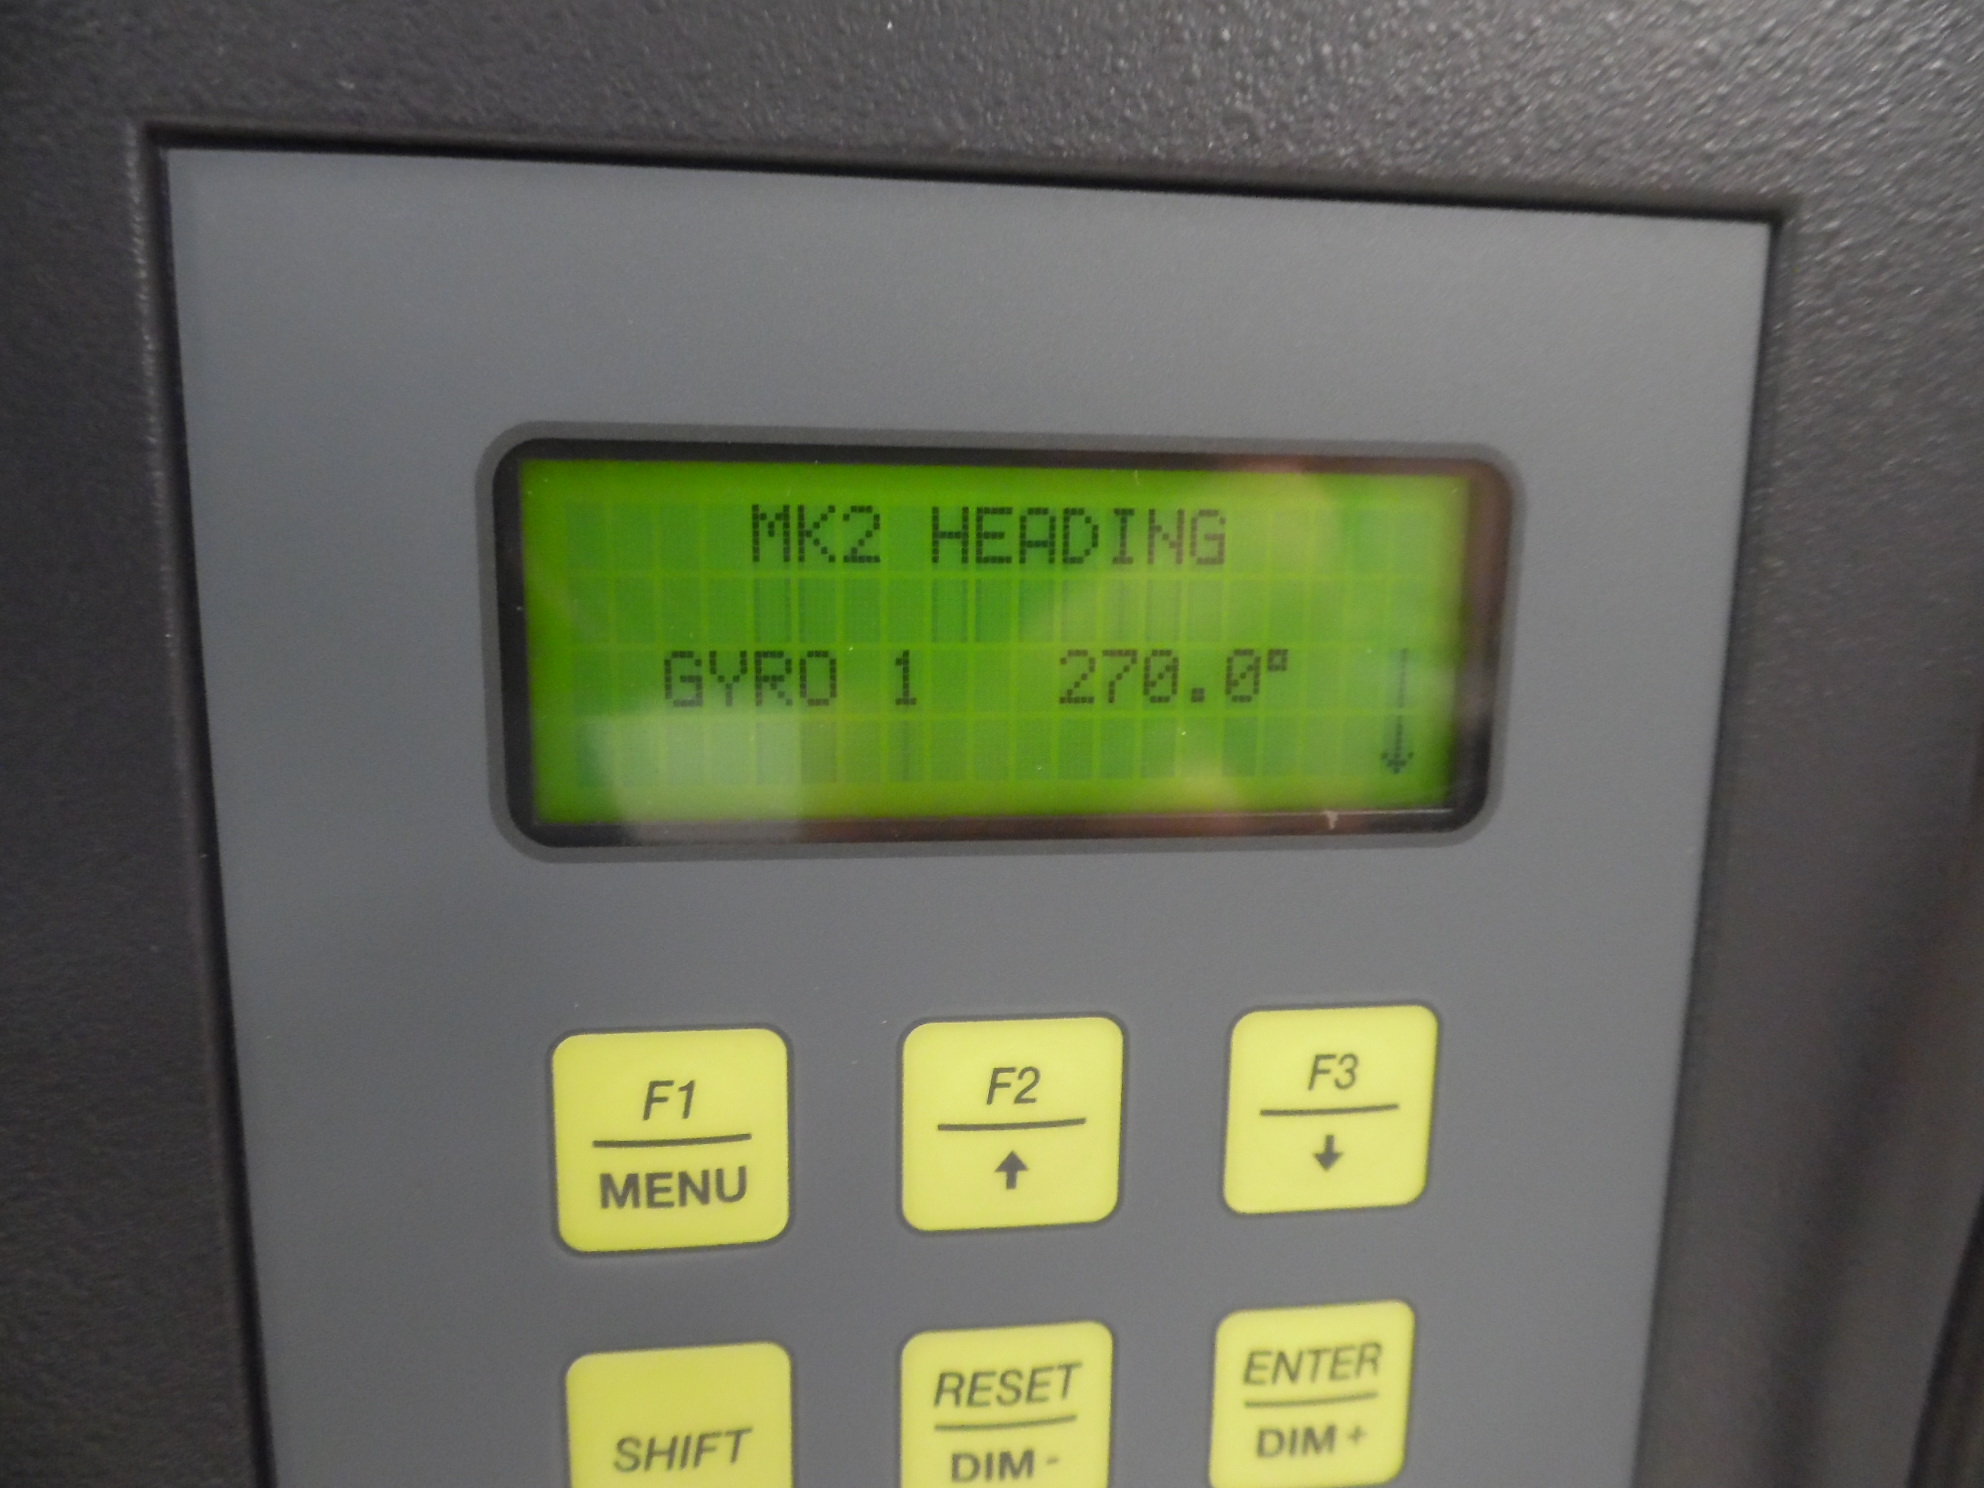 MK2 HEADING
GYRO 1 270.0° ↓
F1 F2 F3
MENU ↑ ↓
SHIFT RESET ENTER
DIM - DIM +